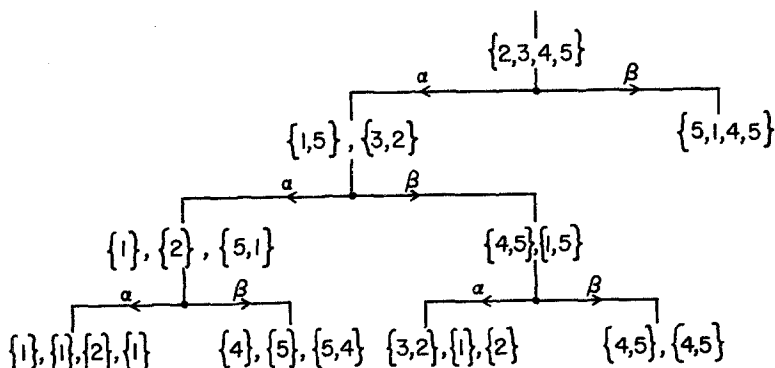 {2,3,4,5}
α β
{1,5} , {3,2} {5,1,4,5}
α β
{1}, {2} , {5,1} {4,5},{1,5}
α β α β
{1},{1},{2},{1} {4}, {5}, {5,4} {3,2},{1},{2} {4,5}, {4,5}